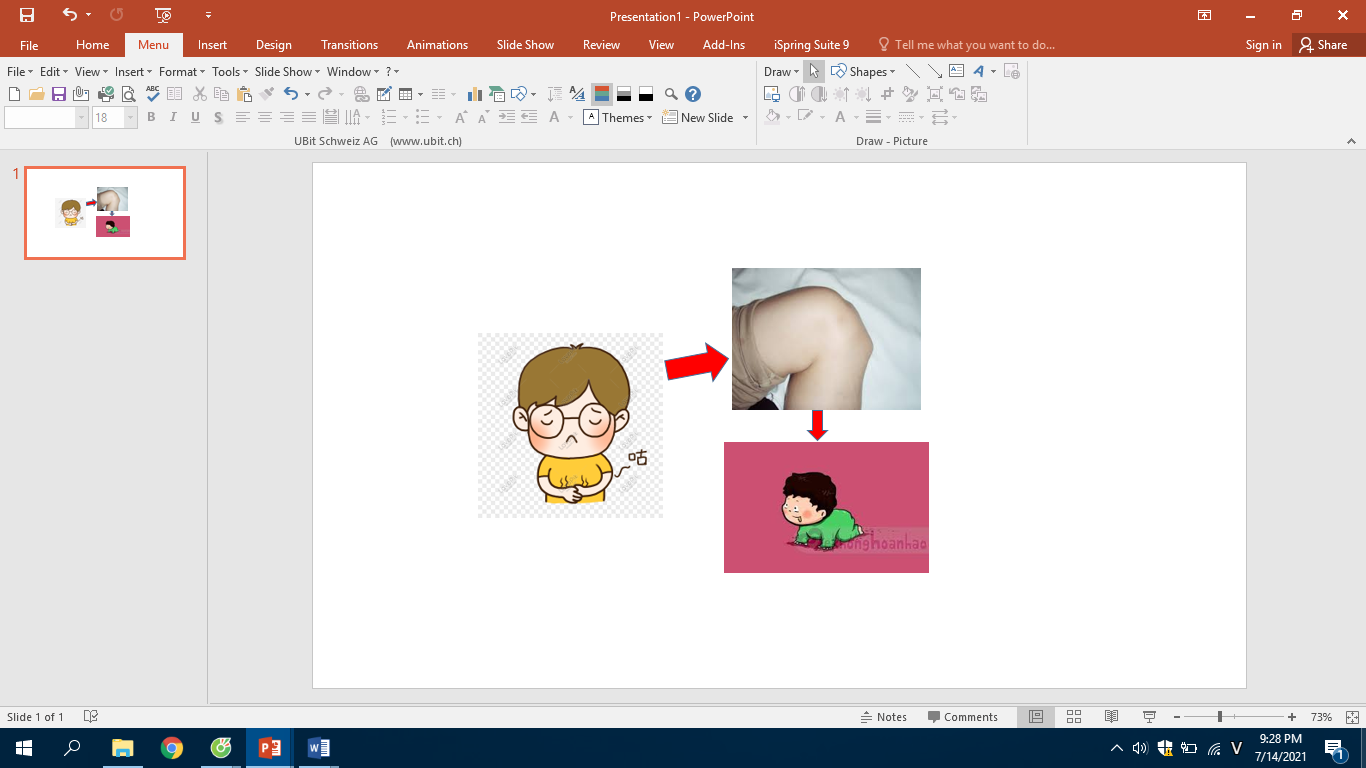 Presentation1 - PowerPoint
File Home Menu Insert Design Transitions Animations Slide Show Review View Add-Ins iSpring Suite 9 Tell me what you want to do... Sign in Share
File Edit View Insert Format Tools Slide Show Window ? Draw Shapes
ABC
18 B I U S A A A Themes New Slide A
UBit Schweiz AG (www.ubit.ch) Draw - Picture
1
咕
Slide 1 of 1 Notes Comments 73%
V 9:28 PM
7/14/2021 1